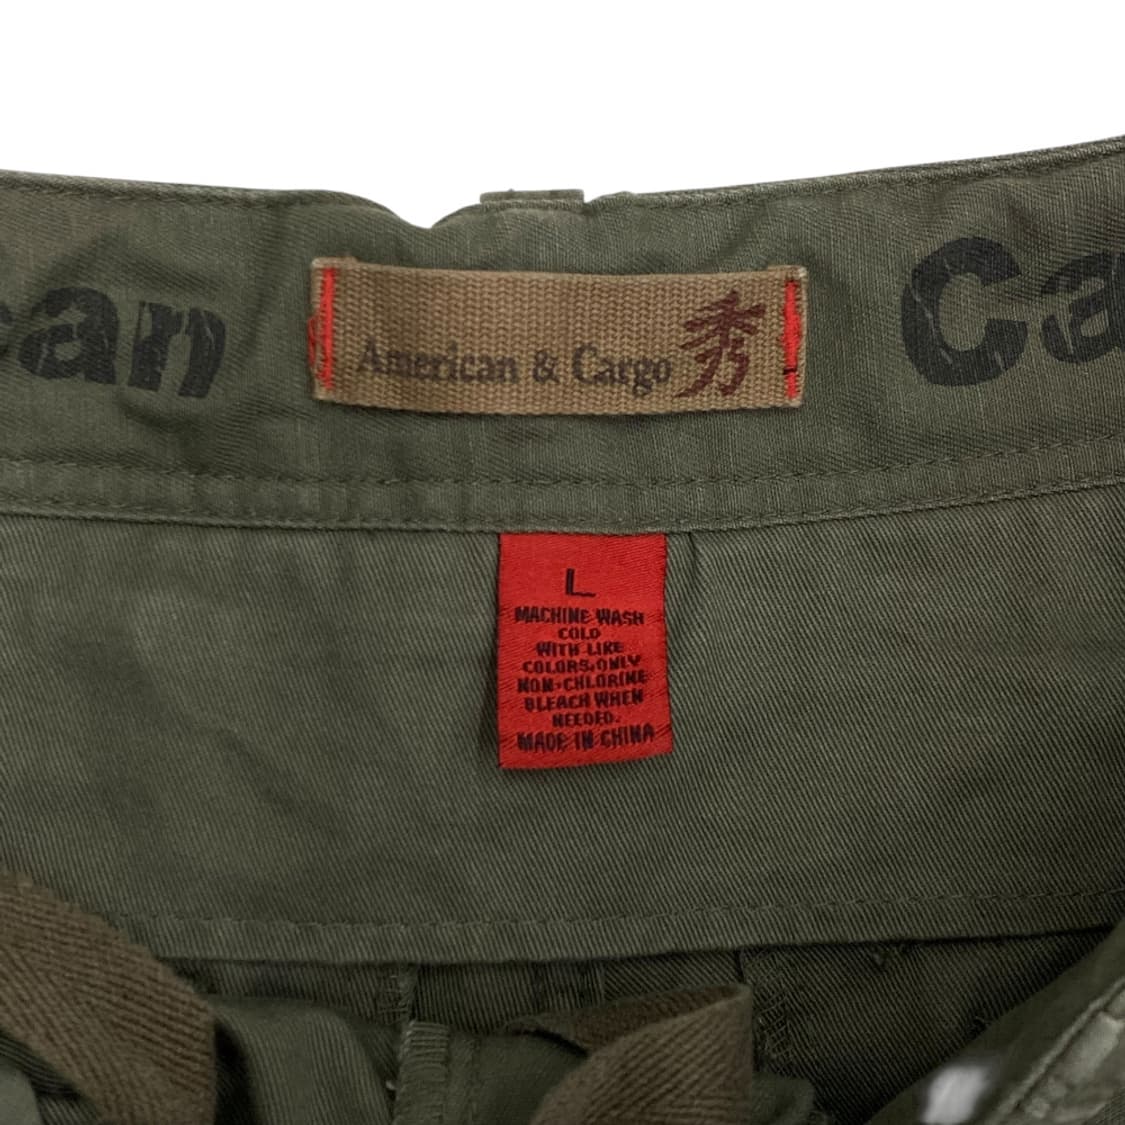 can
American & Cargo 秀
Ca
L
MACHINE WASH
COLD
WITH LIKE
COLORS, ONLY
NON-CHLORINE
BLEACH WHEN
NEEDED.
MADE IN CHINA